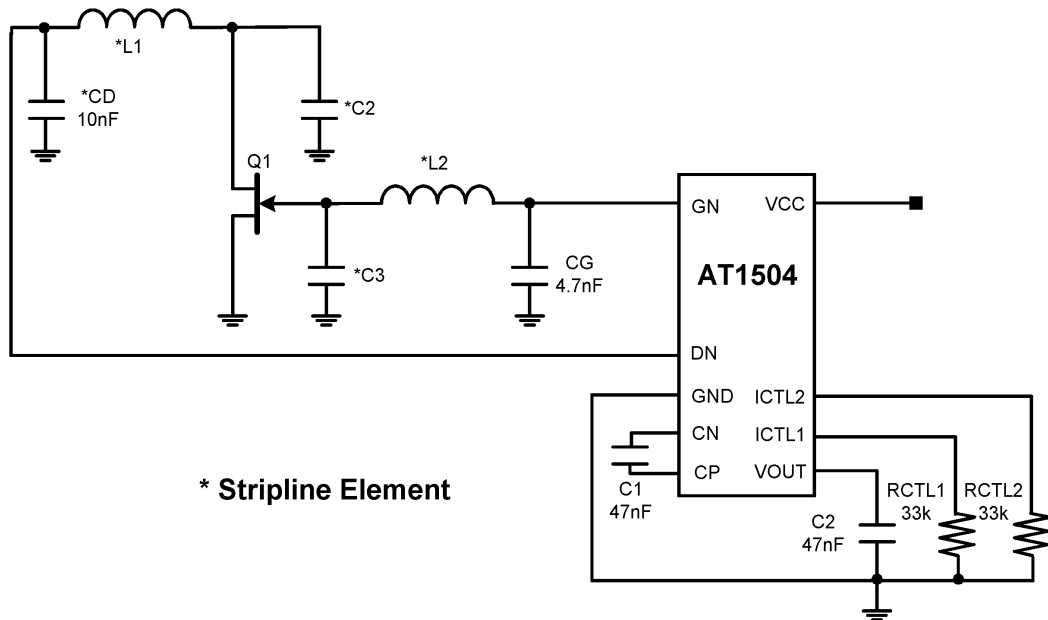 *L1
*CD
10nF
*C2
Q1
*L2
*C3
CG
4.7nF
GN
VCC
AT1504
DN
GND
ICTL2
CN
ICTL1
CP
VOUT
C1
47nF
RCTL1
33k
RCTL2
33k
C2
47nF
* Stripline Element